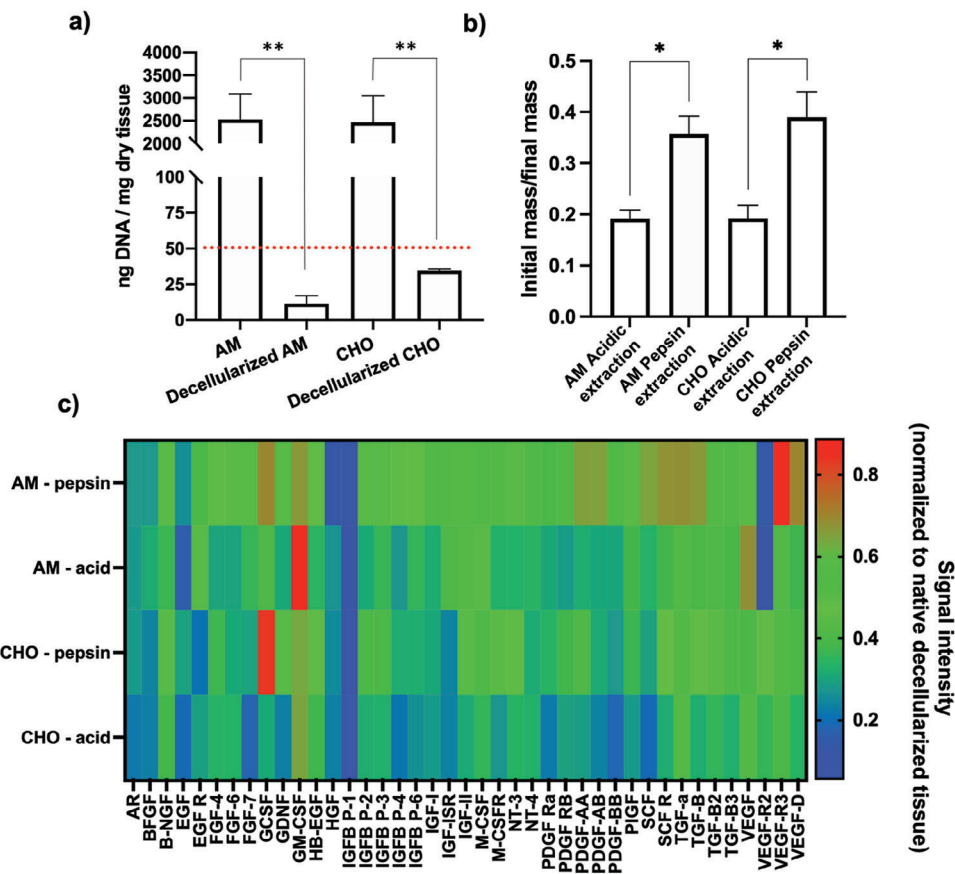 a)
ng DNA / mg dry tissue
4000
3500
3000
2500
2000
100
75
50
25
0
**
**
AM
Decellularized AM
CHO
Decellularized CHO
b)
Initial mass/final mass
0.5
0.4
0.3
0.2
0.1
0.0
*
*
AM Acidic
extraction
AM Pepsin
extraction
CHO Acidic
extraction
CHO Pepsin
extraction
c)
AM - pepsin
AM - acid
CHO - pepsin
CHO - acid
AR
BFGF
B-NGF
EGF
EGF R
FGF-4
FGF-6
FGF-7
GCSF
GDNF
GM-CSF
HB-EGF
HGF
IGFB P-1
IGFB P-2
IGFB P-3
IGFB P-4
IGFB P-6
IGF-I
IGF-ISR
IGF-II
M-CSF
M-CSFR
NT-3
NT-4
PDGF Ra
PDGF RB
PDGF-AA
PDGF-AB
PDGF-BB
PIGF
SCF
SCF R
TGF-a
TGF-B
TGF-B2
TGF-B3
VEGF
VEGF-R2
VEGF-R3
VEGF-D
0.8
0.6
0.4
0.2
Signal intensity
(normalized to native decellularized tissue)